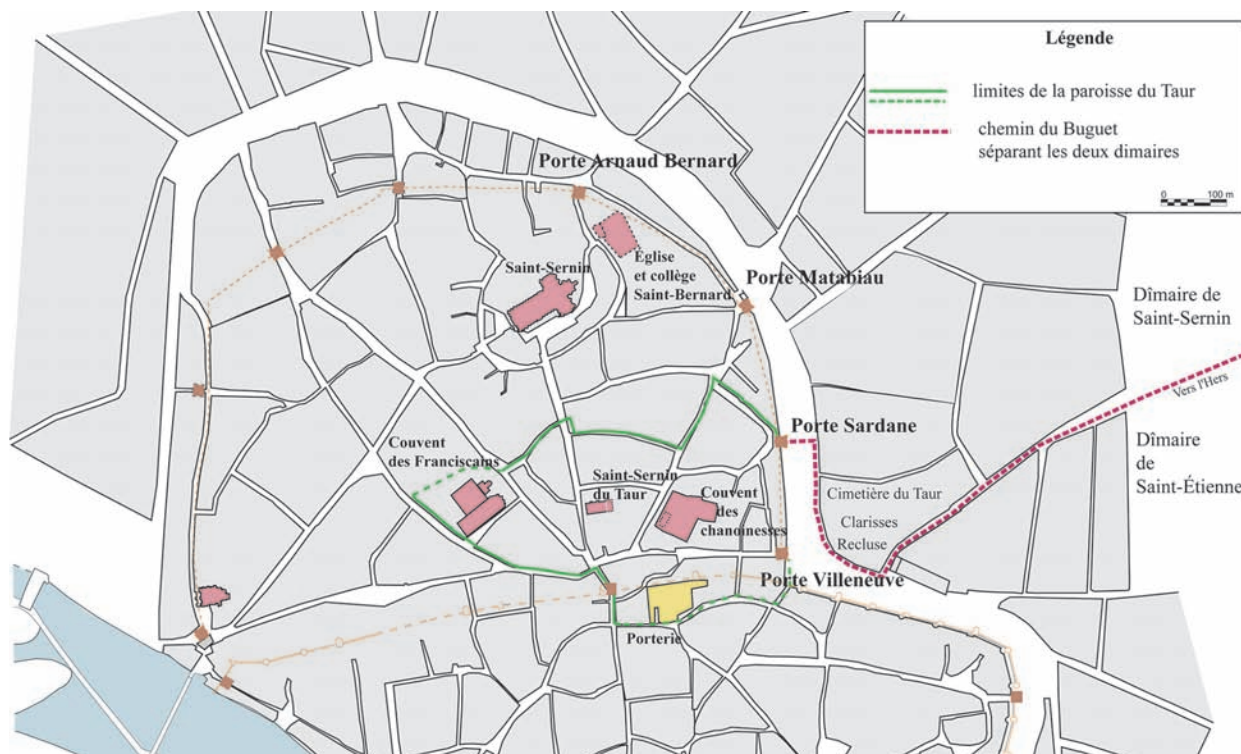 Légende
limites de la paroisse du Taur
chemin du Buguet
séparant les deux dimaires
0 100 m
Porte Arnaud Bernard
Saint-Sernin
Église
et collège
Saint-Bernard
Porte Matabiau
Dîmaire de
Saint-Sernin
Vers l'Hers
Porte Sardane
Dîmaire
de
Saint-Étienne
Couvent
des Franciscains
Saint-Sernin
du Taur
Couvent
des
chanoinesses
Cimetière du Taur
Clarisses
Recluse
Porte Villeneuve
Porterie